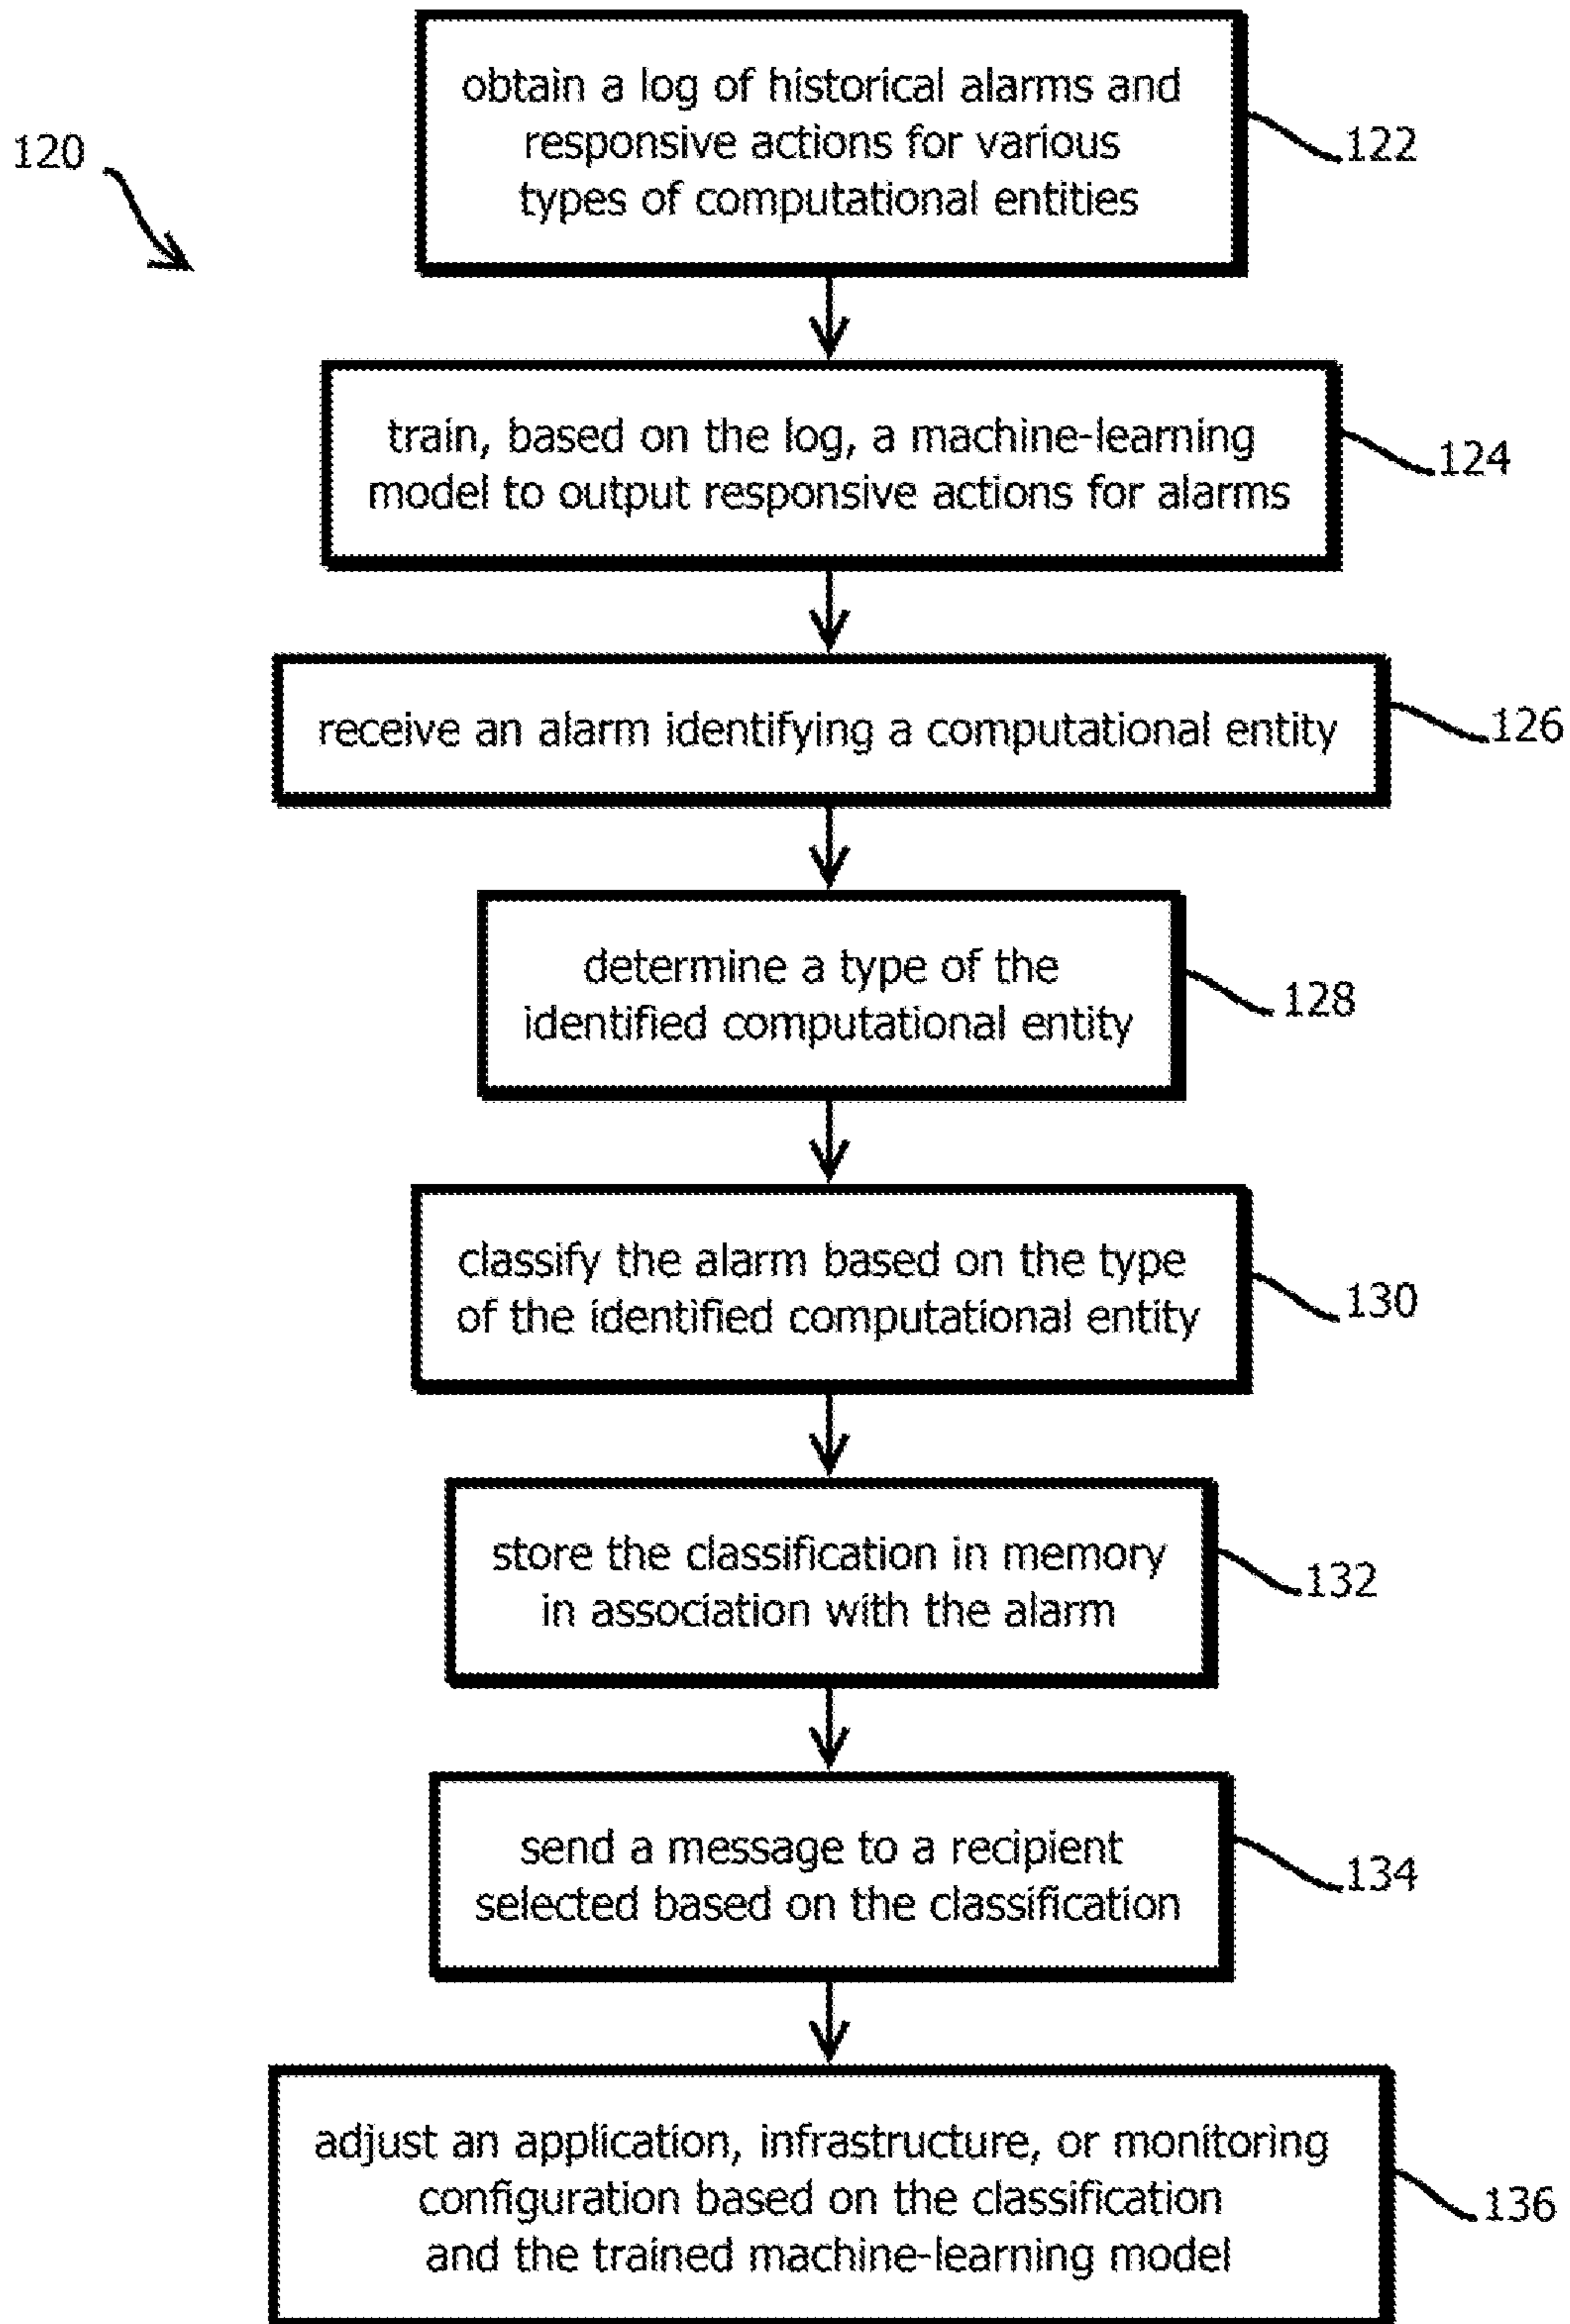 120
obtain a log of historical alarms and
responsive actions for various
types of computational entities
122
train, based on the log, a machine-learning
model to output responsive actions for alarms
124
receive an alarm identifying a computational entity
126
determine a type of the
identified computational entity
128
classify the alarm based on the type
of the identified computational entity
130
store the classification in memory
in association with the alarm
132
send a message to a recipient
selected based on the classification
134
adjust an application, infrastructure, or monitoring
configuration based on the classification
and the trained machine-learning model
136